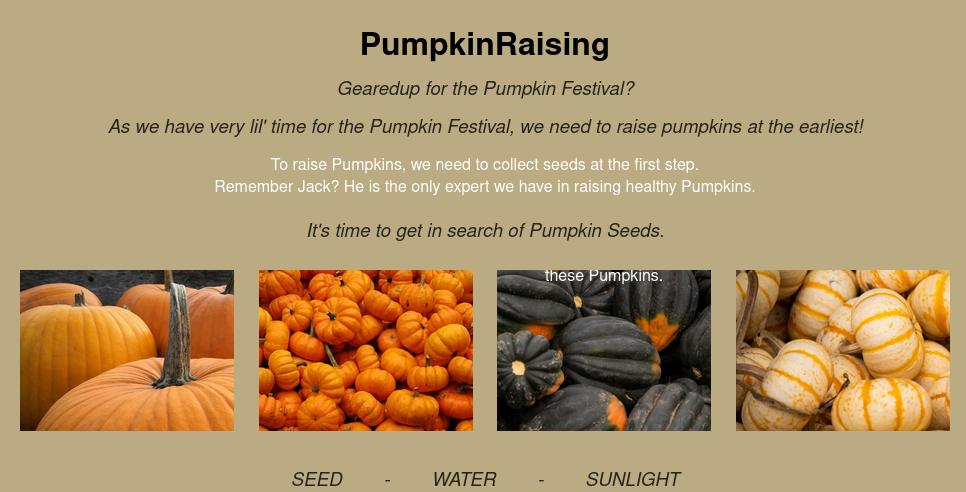 PumpkinRaising
Gearedup for the Pumpkin Festival?
As we have very lil' time for the Pumpkin Festival, we need to raise pumpkins at the earliest!
To raise Pumpkins, we need to collect seeds at the first step.
Remember Jack? He is the only expert we have in raising healthy Pumpkins.
It's time to get in search of Pumpkin Seeds.
these Pumpkins.
SEED - WATER - SUNLIGHT